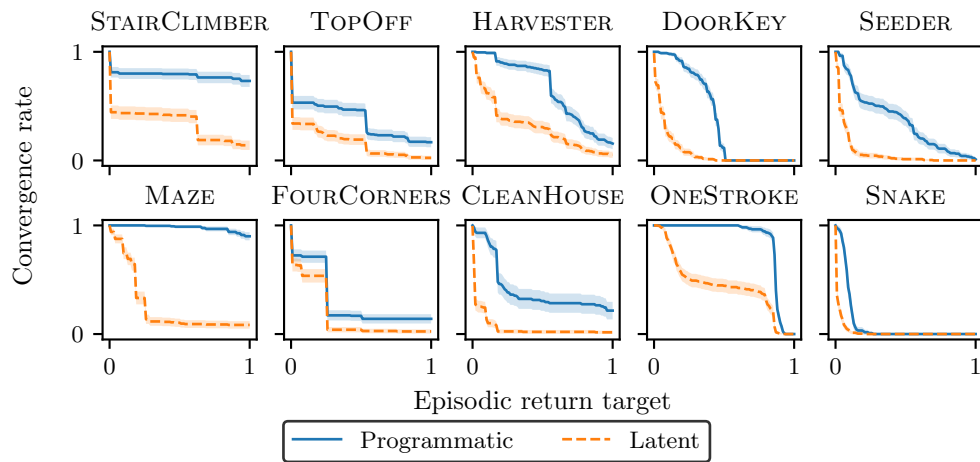 STAIRCLIMBER TOPOFF HARVESTER DOORKEY SEEDER
1
0
MAZE FOURCORNERS CLEANHOUSE ONESTROKE SNAKE
1
0
0 1 0 1 0 1 0 1 0 1
Convergence rate
Episodic return target
Programmatic Latent